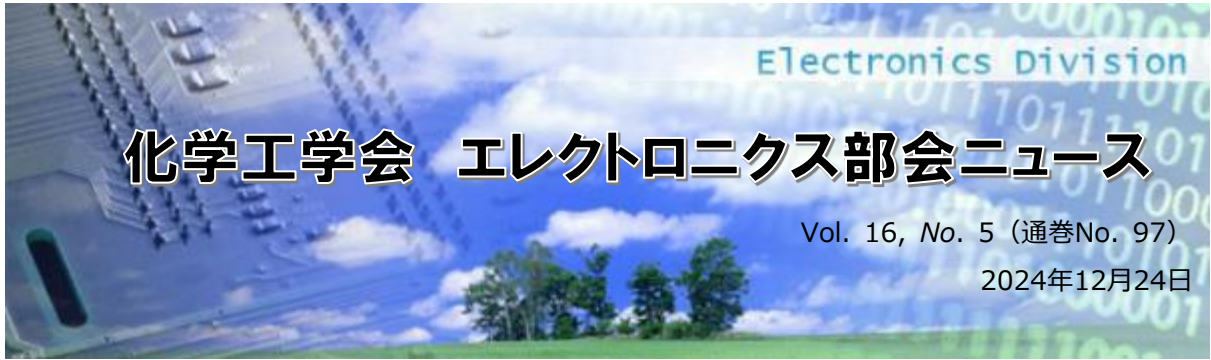 Electronics Division
化学工学会 エレクトロニクス部会ニュース
Vol. 16, No. 5（通巻No. 97）
2024年12月24日